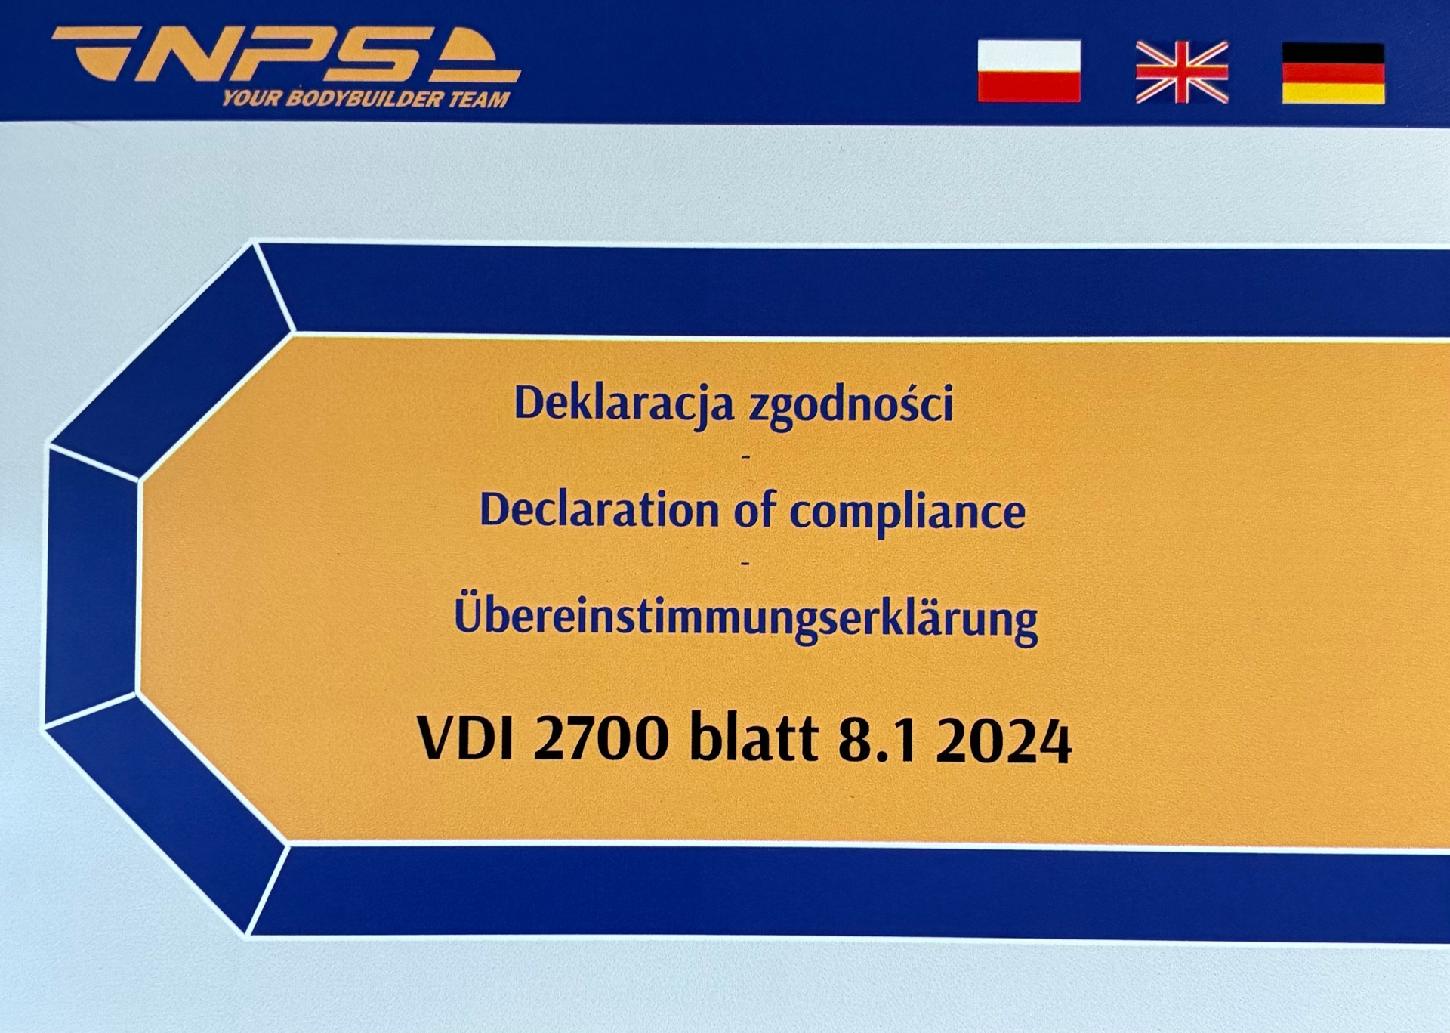 NPS
YOUR BODYBUILDER TEAM
Deklaracja zgodności
-
Declaration of compliance
-
Übereinstimmungserklärung
VDI 2700 blatt 8.1 2024